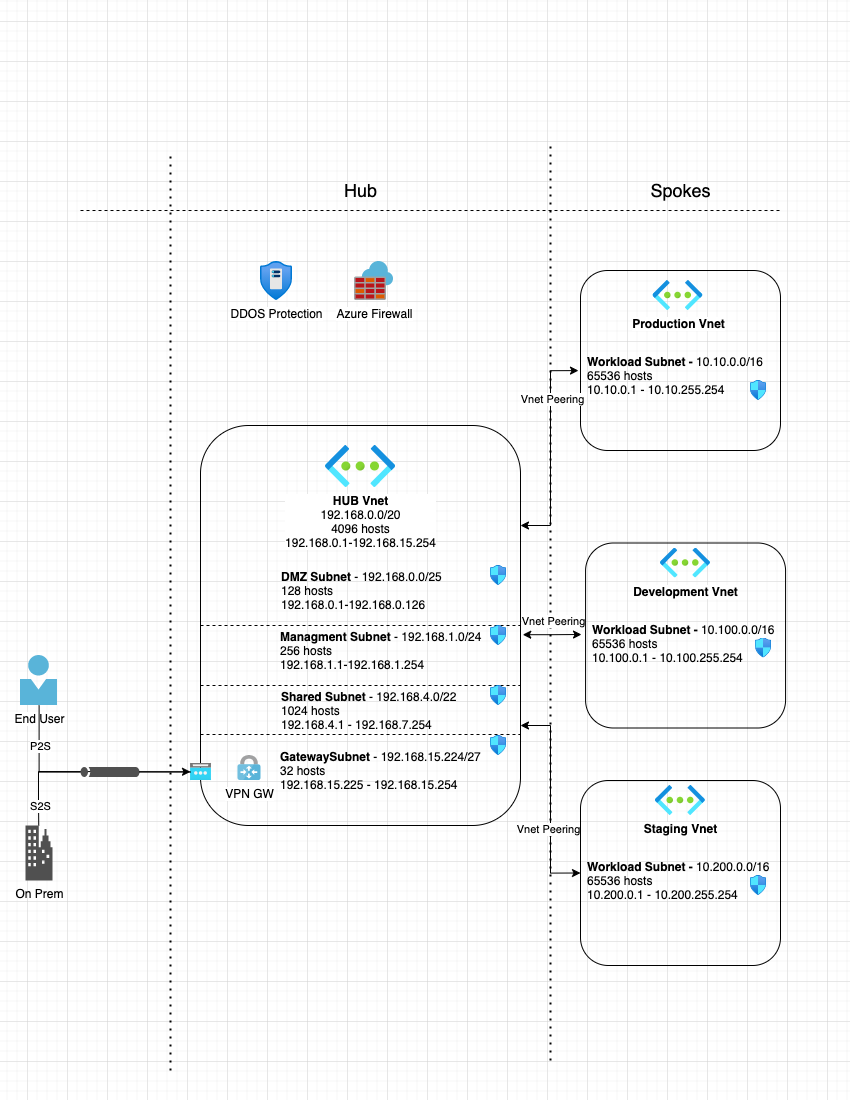 Hub
Spokes
DDOS Protection
Azure Firewall
Production Vnet
Workload Subnet - 10.10.0.0/16
65536 hosts
10.10.0.1 - 10.10.255.254
Vnet Peering
HUB Vnet
192.168.0.0/20
4096 hosts
192.168.0.1-192.168.15.254
DMZ Subnet - 192.168.0.0/25
128 hosts
192.168.0.1-192.168.0.126
Managment Subnet - 192.168.1.0/24
256 hosts
192.168.1.1-192.168.1.254
Shared Subnet - 192.168.4.0/22
1024 hosts
192.168.4.1 - 192.168.7.254
GatewaySubnet - 192.168.15.224/27
32 hosts
192.168.15.225 - 192.168.15.254
VPN GW
Vnet Peering
Development Vnet
Workload Subnet - 10.100.0.0/16
65536 hosts
10.100.0.1 - 10.100.255.254
End User
P2S
S2S
On Prem
Vnet Peering
Staging Vnet
Workload Subnet - 10.200.0.0/16
65536 hosts
10.200.0.1 - 10.200.255.254